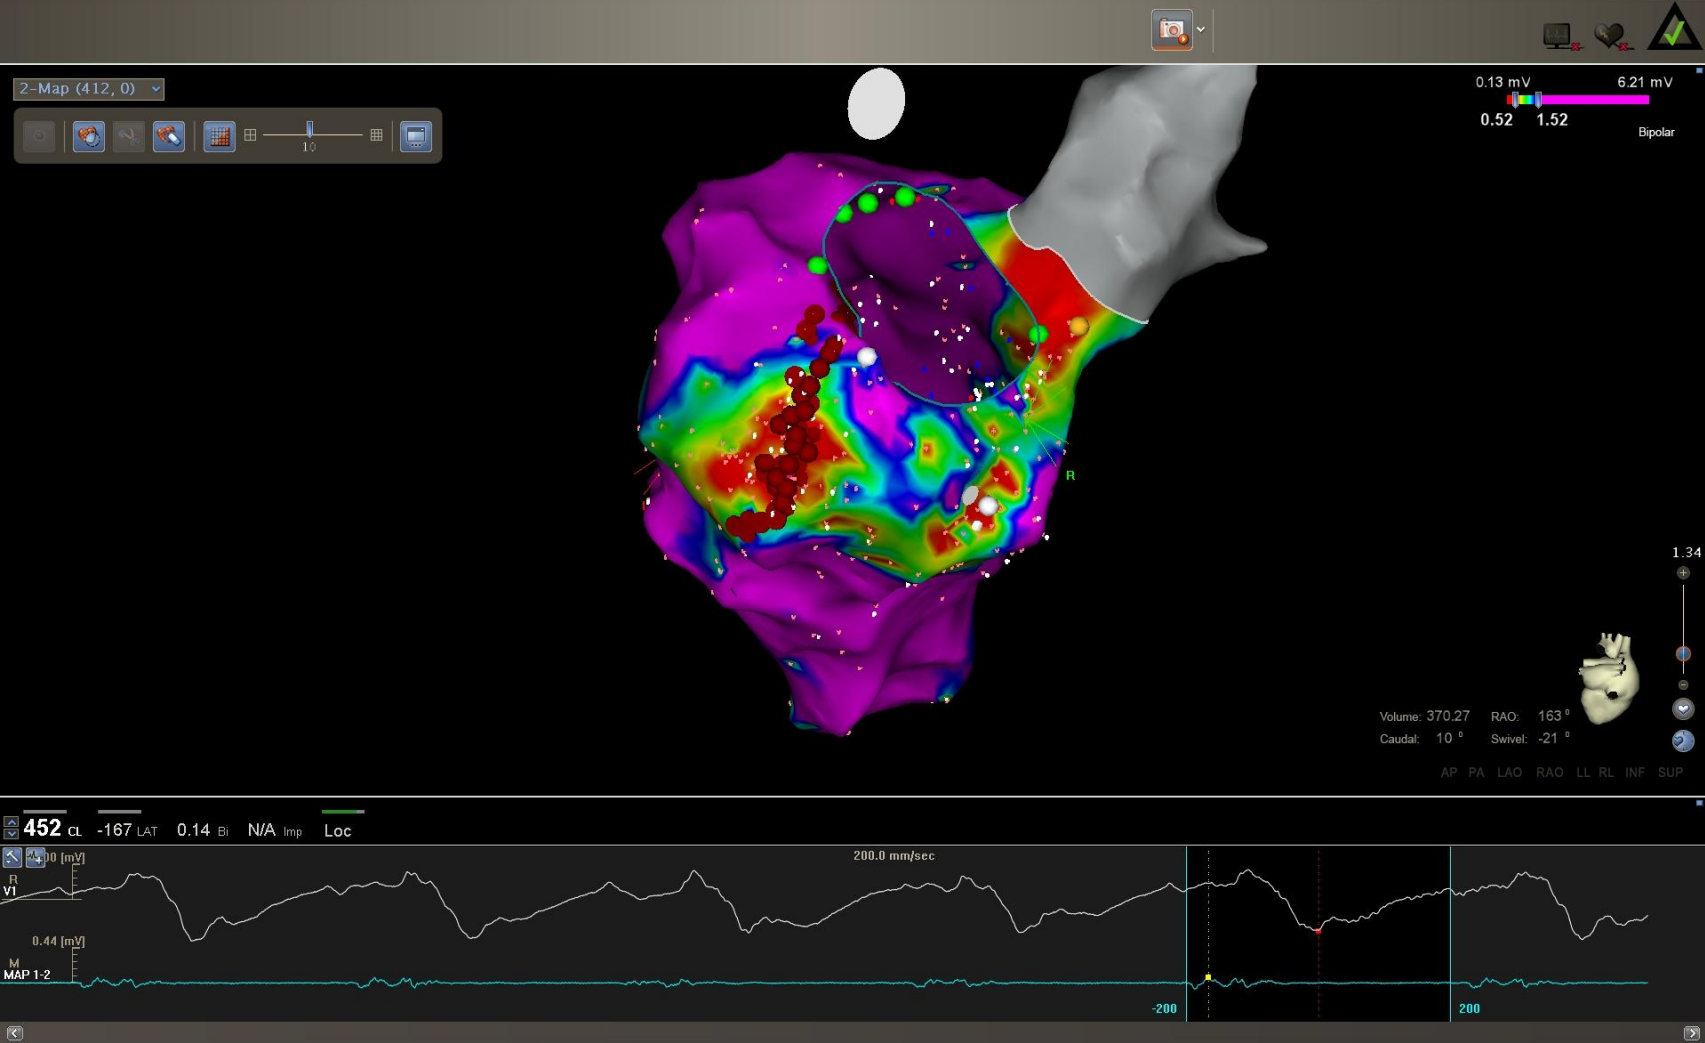 2-Map (412, 0)
10
0.13 mV 6.21 mV
0.52 1.52
Bipolar
R
1.34
Volume: 370.27 RAO: 163 °
Caudal: 10 ° Swivel: -21 °
AP PA LAO RAO LL RL INF SUP
452 CL -167 LAT 0.14 Bi N/A Imp Loc
00 [mV]
200.0 mm/sec
R
V1
0.44 [mV]
M
MAP 1-2
-200 200